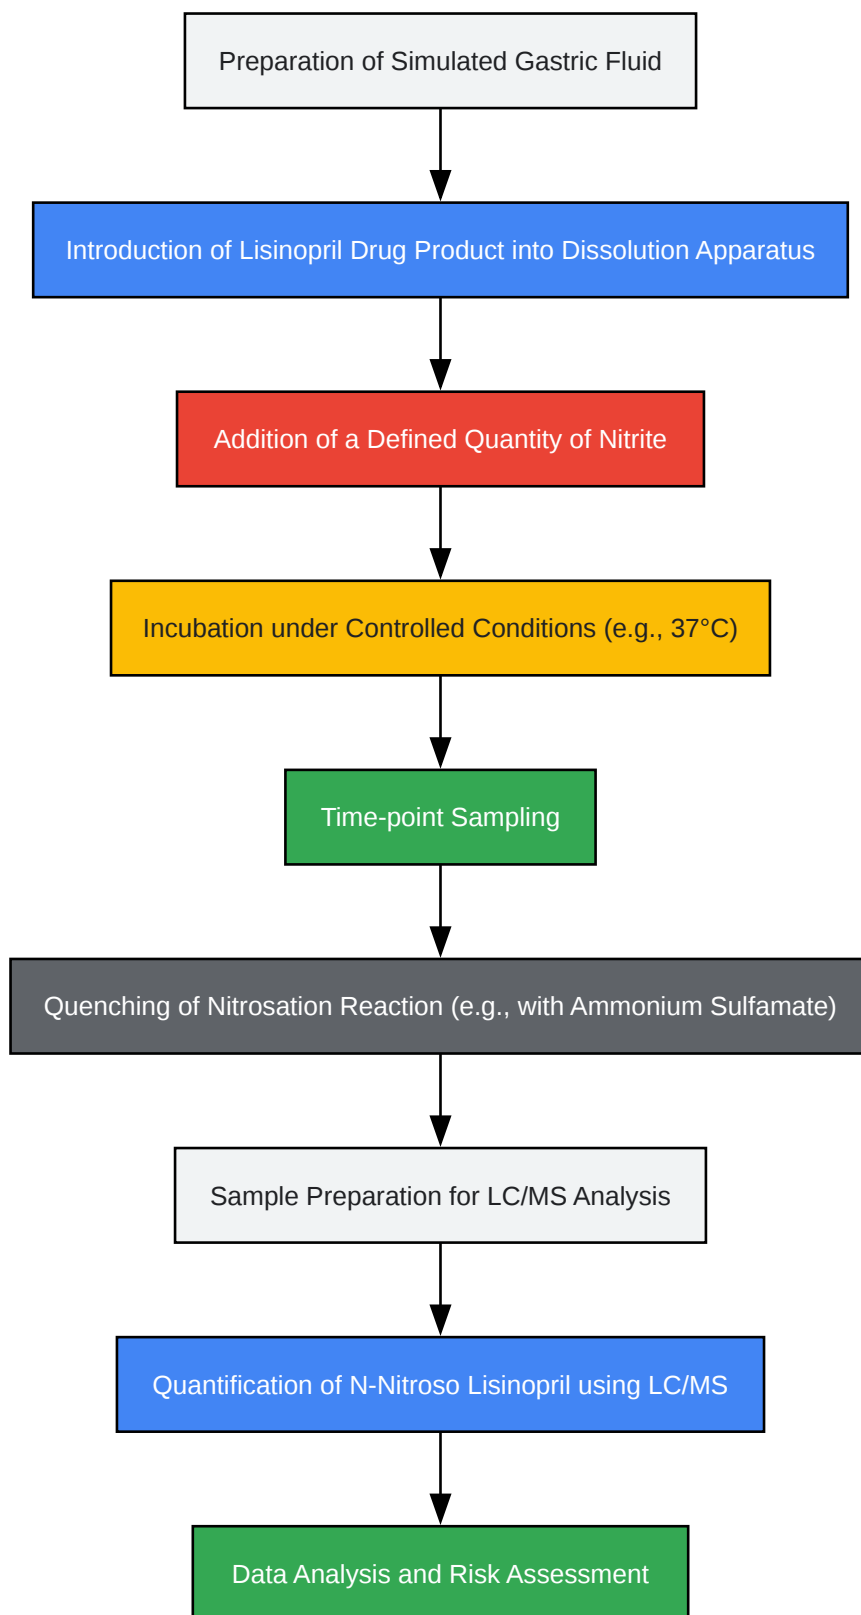 Preparation of Simulated Gastric Fluid
Introduction of Lisinopril Drug Product into Dissolution Apparatus
Addition of a Defined Quantity of Nitrite
Incubation under Controlled Conditions (e.g., 37°C)
Time-point Sampling
Quenching of Nitrosation Reaction (e.g., with Ammonium Sulfamate)
Sample Preparation for LC/MS Analysis
Quantification of N-Nitroso Lisinopril using LC/MS
Data Analysis and Risk Assessment